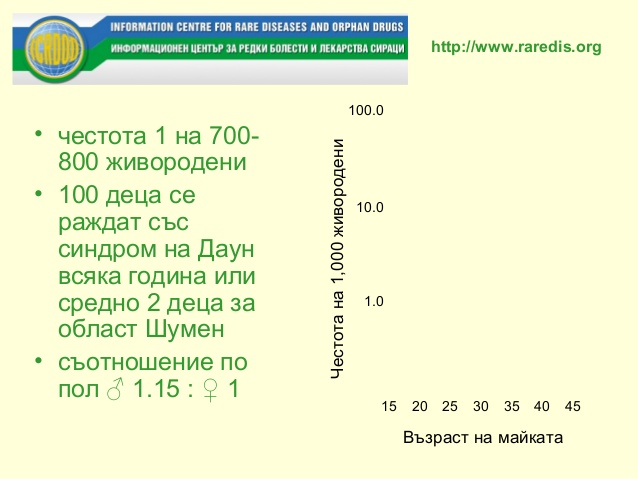 INFORMATION CENTRE FOR RARE DISEASES AND ORPHAN DRUGS
ИНФОРМАЦИОНЕН ЦЕНТЪР ЗА РЕДКИ БОЛЕСТИ И ЛЕКАРСТВА СИРАЦИ
ICRDOD
http://www.raredis.org
• честота 1 на 700-
800 живородени
• 100 деца се
раждат със
синдром на Даун
всяка година или
средно 2 деца за
област Шумен
• съотношение по
пол ♂ 1.15 : ♀ 1
Честота на 1,000 живородени
100.0
10.0
1.0
15 20 25 30 35 40 45
Възраст на майката